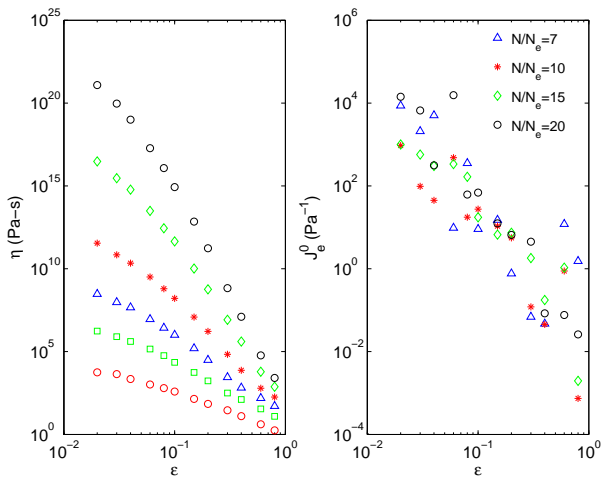 10^25
10^20
10^15
10^10
10^5
10^0
η (Pa−s)
10^−2
10^−1
10^0
ε
10^6
10^4
10^2
10^0
10^−2
10^−4
J_e^0 (Pa^−1)
10^−2
10^−1
10^0
ε
N/N_e=7
N/N_e=10
N/N_e=15
N/N_e=20